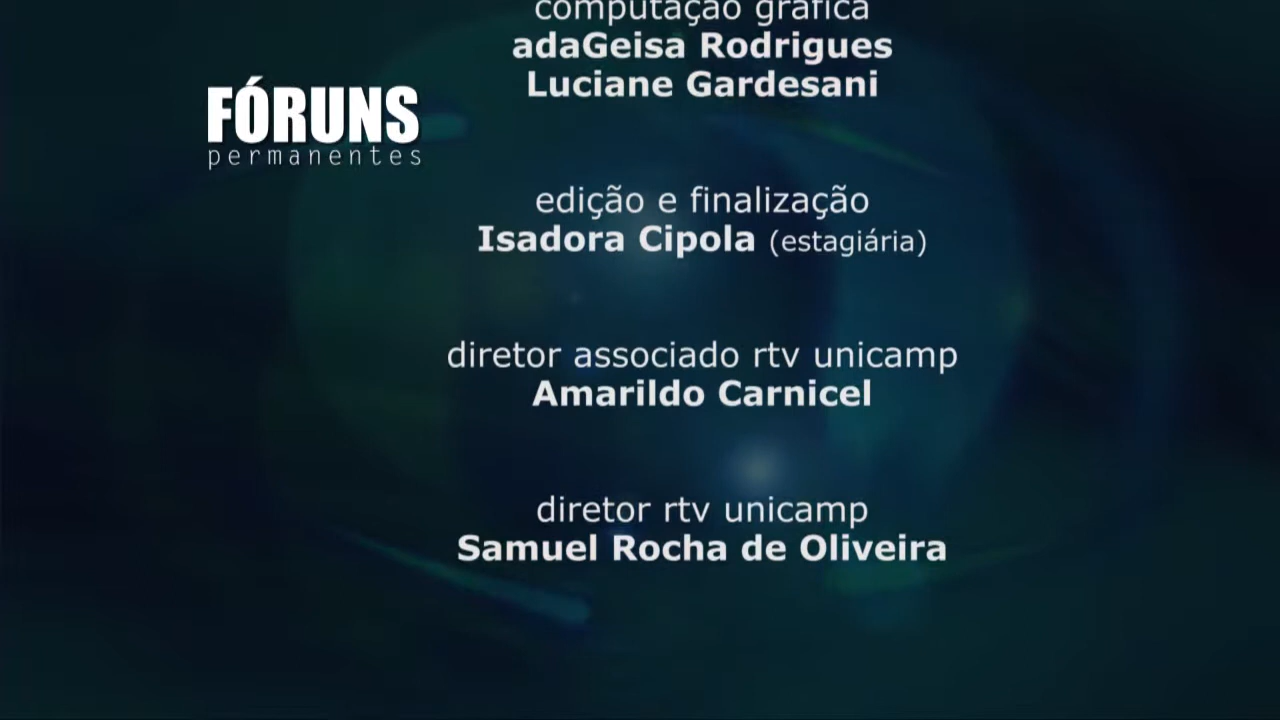 computação gráfica
adaGeisa Rodrigues
Luciane Gardesani
FÓRUNS
permanentes
edição e finalização
Isadora Cipola (estagiária)
diretor associado rtv unicamp
Amarildo Carnicel
diretor rtv unicamp
Samuel Rocha de Oliveira